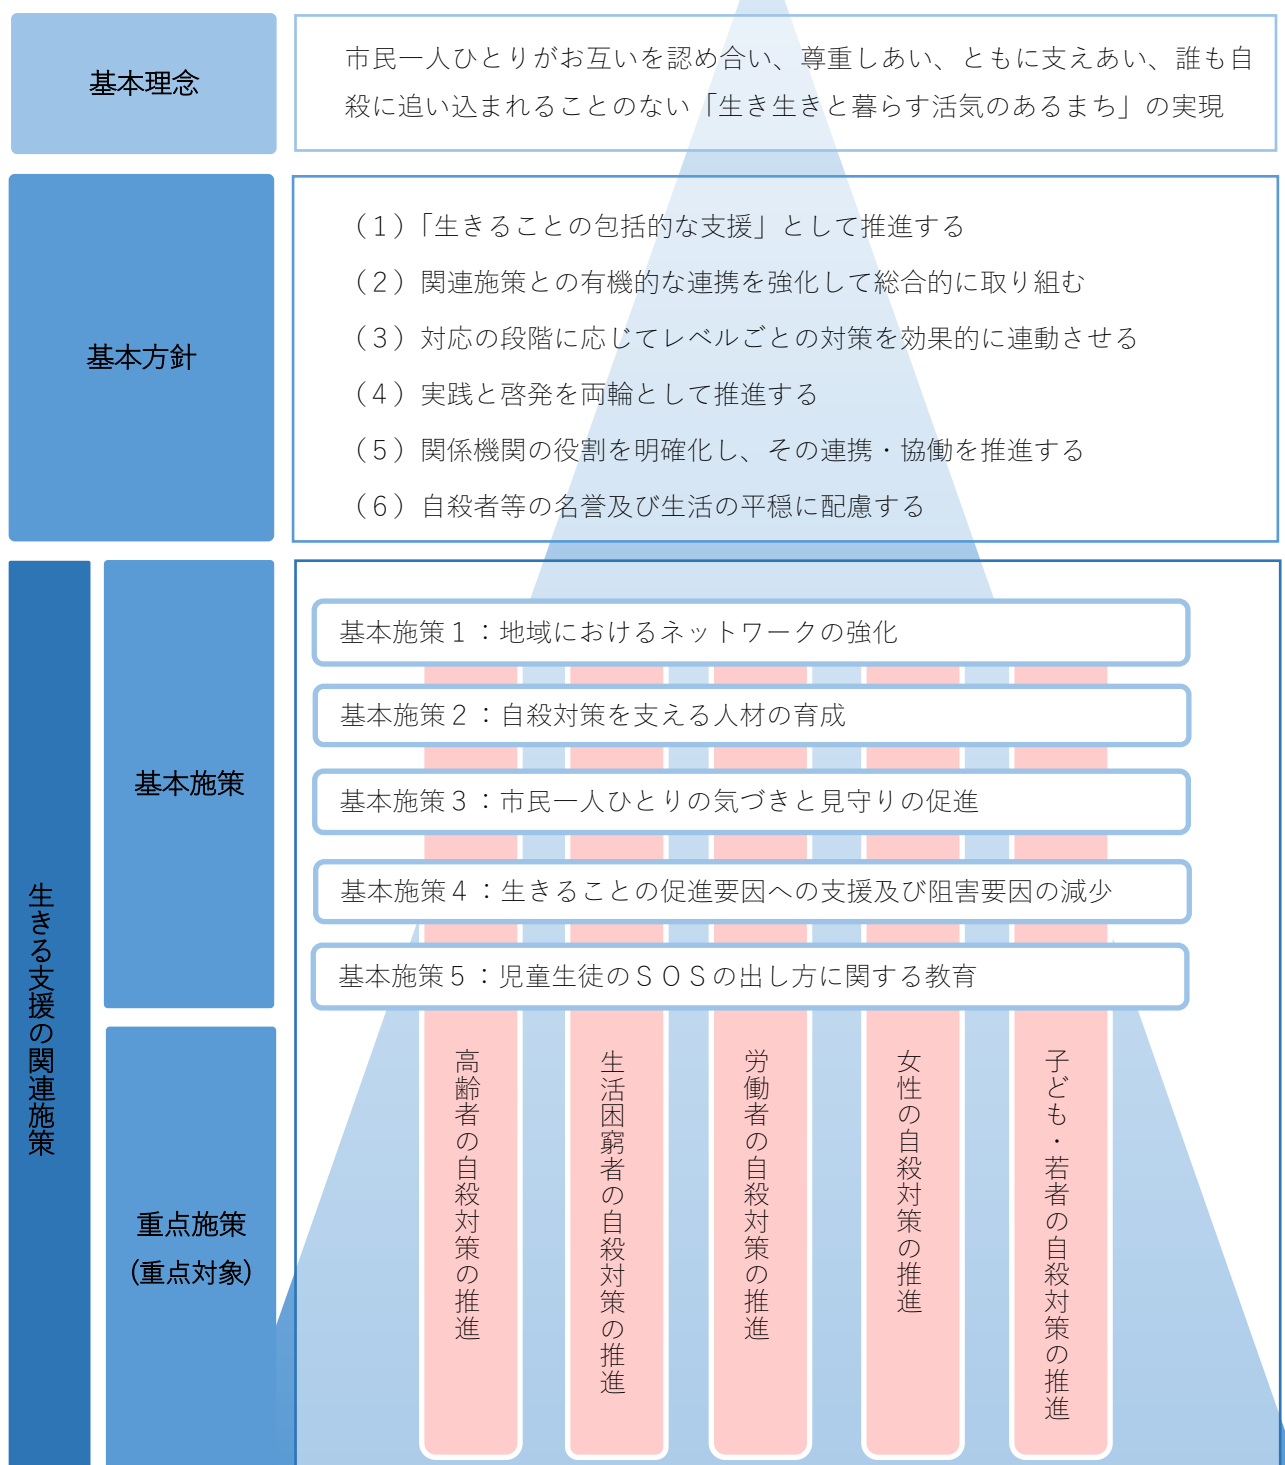 基本理念
市民一人ひとりがお互いを認め合い、尊重しあい、ともに支えあい、誰も自
殺に追い込まれることのない「生き生きと暮らす活気のあるまち」の実現
基本方針
（１）「生きることの包括的な支援」として推進する
（２）関連施策との有機的な連携を強化して総合的に取り組む
（３）対応の段階に応じてレベルごとの対策を効果的に連動させる
（４）実践と啓発を両輪として推進する
（５）関係機関の役割を明確化し、その連携・協働を推進する
（６）自殺者等の名誉及び生活の平穏に配慮する
生きる支援の関連施策
基本施策
基本施策１：地域におけるネットワークの強化
基本施策２：自殺対策を支える人材の育成
基本施策３：市民一人ひとりの気づきと見守りの促進
基本施策４：生きることの促進要因への支援及び阻害要因の減少
基本施策５：児童生徒のＳＯＳの出し方に関する教育
重点施策
(重点対象)
高齢者の自殺対策の推進
生活困窮者の自殺対策の推進
労働者の自殺対策の推進
女性の自殺対策の推進
子ども・若者の自殺対策の推進